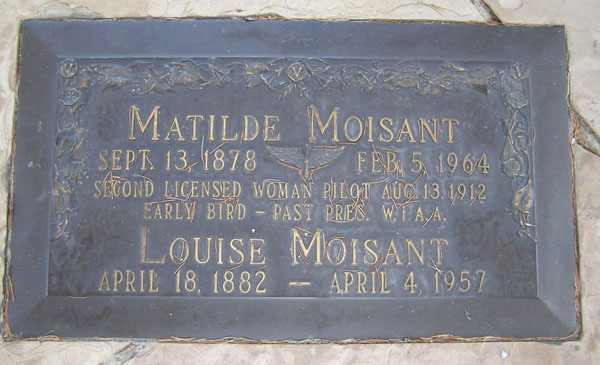 MATILDE MOISANT
SEPT. 13, 1878 FEB. 5, 1964
SECOND LICENSED WOMAN PILOT AUG. 13, 1912
EARLY BIRD – PAST PRES. W.I.A.A.
LOUISE MOISANT
APRIL 18, 1882 — APRIL 4, 1957